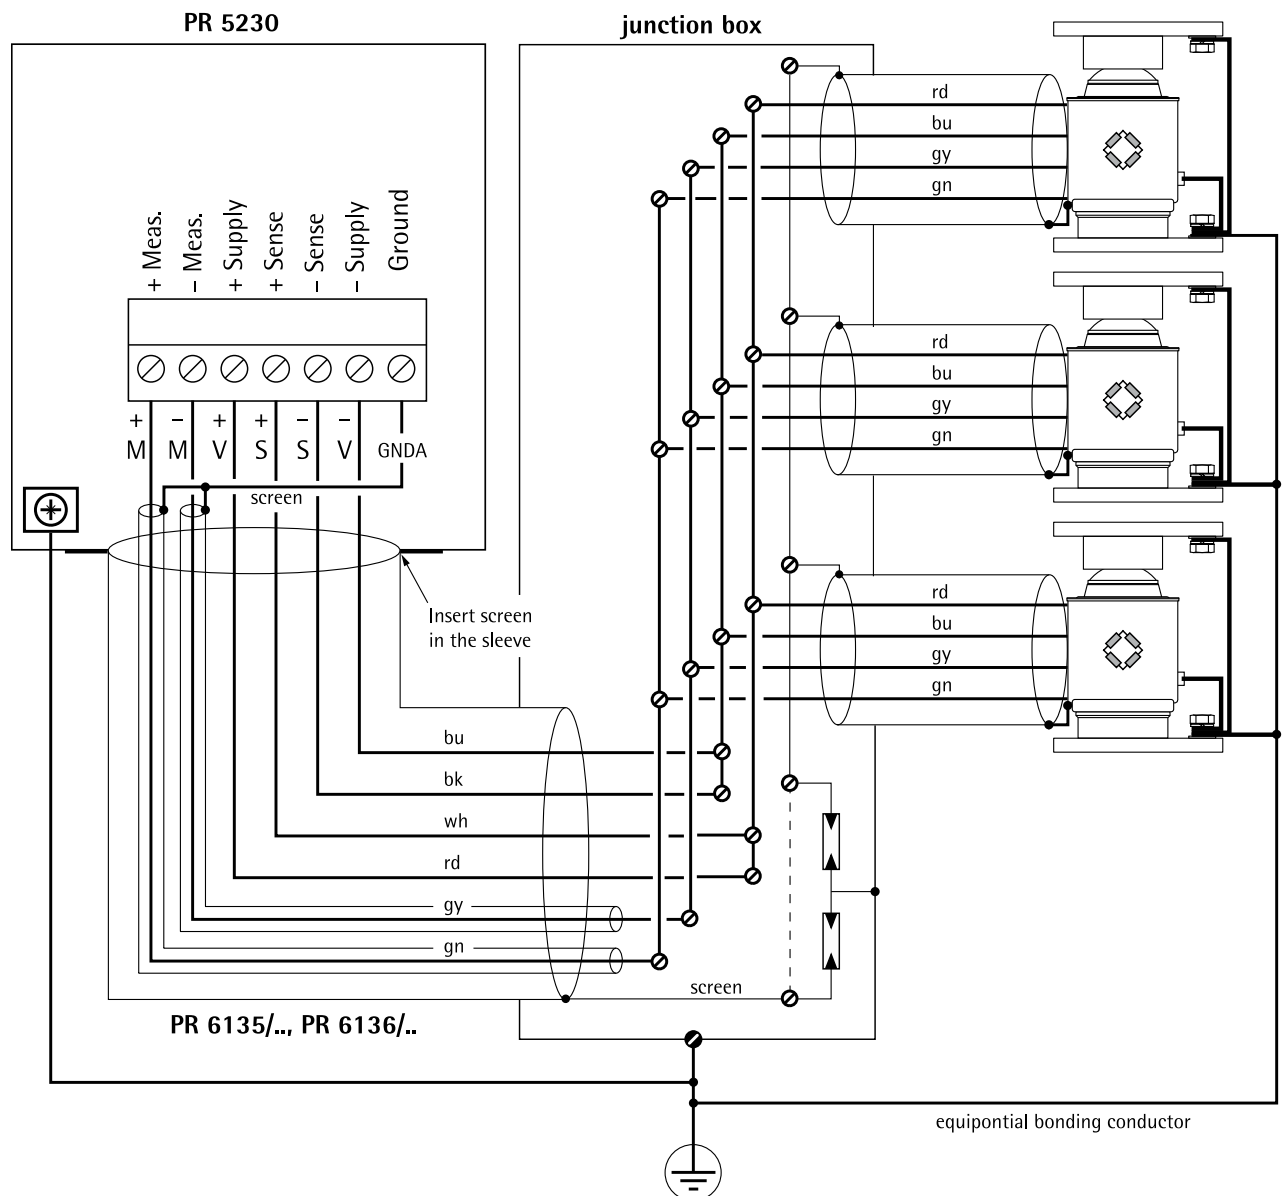 PR 5230
junction box
+ Meas.
– Meas.
+ Supply
+ Sense
– Sense
– Supply
Ground
+ – + + – –
M M V S S V GNDA
screen
Insert screen
in the sleeve
rd
bu
gy
gn
rd
bu
gy
gn
rd
bu
gy
gn
bu
bk
wh
rd
gy
gn
screen
PR 6135/.., PR 6136/..
equipontial bonding conductor